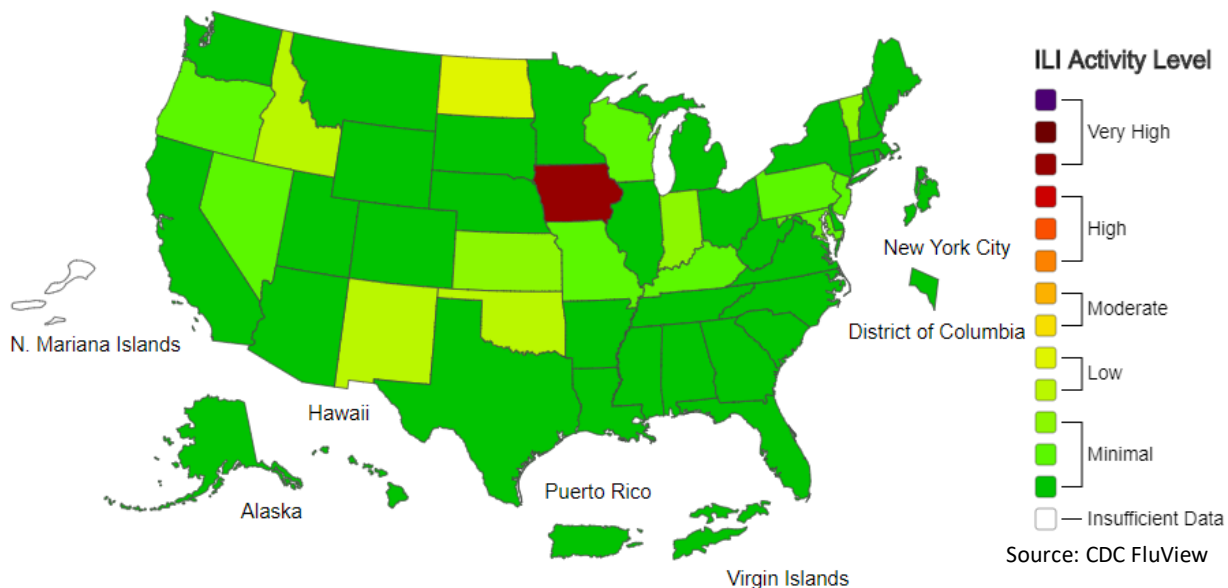 ILI Activity Level
Very High
High
Moderate
Low
Minimal
Insufficient Data
Source: CDC FluView
New York City
District of Columbia
N. Mariana Islands
Hawaii
Alaska
Puerto Rico
Virgin Islands